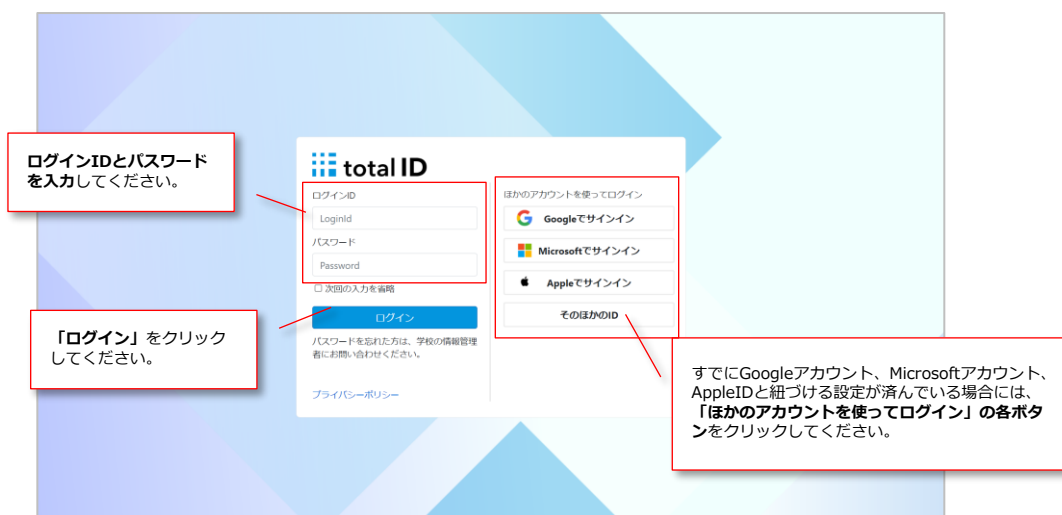 ログインIDとパスワード
を入力してください。
total ID
ログインID
LoginId
パスワード
Password
□ 次回の入力を省略
ログイン
パスワードを忘れた方は、学校の情報管理
者にお問い合わせください。
プライバシーポリシー
ほかのアカウントを使ってログイン
Googleでサインイン
Microsoftでサインイン
Appleでサインイン
そのほかのID
「ログイン」をクリック
してください。
すでにGoogleアカウント、Microsoftアカウント、
AppleIDと紐づける設定が済んでいる場合には、
「ほかのアカウントを使ってログイン」の各ボタ
ンをクリックしてください。